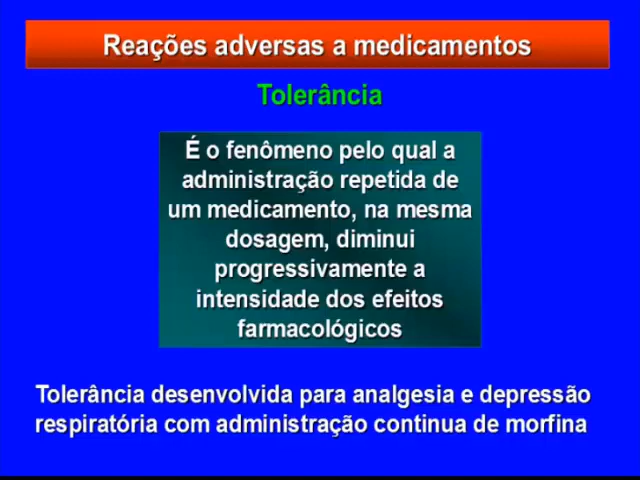 Reações adversas a medicamentos
Tolerância
É o fenômeno pelo qual a
administração repetida de
um medicamento, na mesma
dosagem, diminui
progressivamente a
intensidade dos efeitos
farmacológicos
Tolerância desenvolvida para analgesia e depressão
respiratória com administração continua de morfina